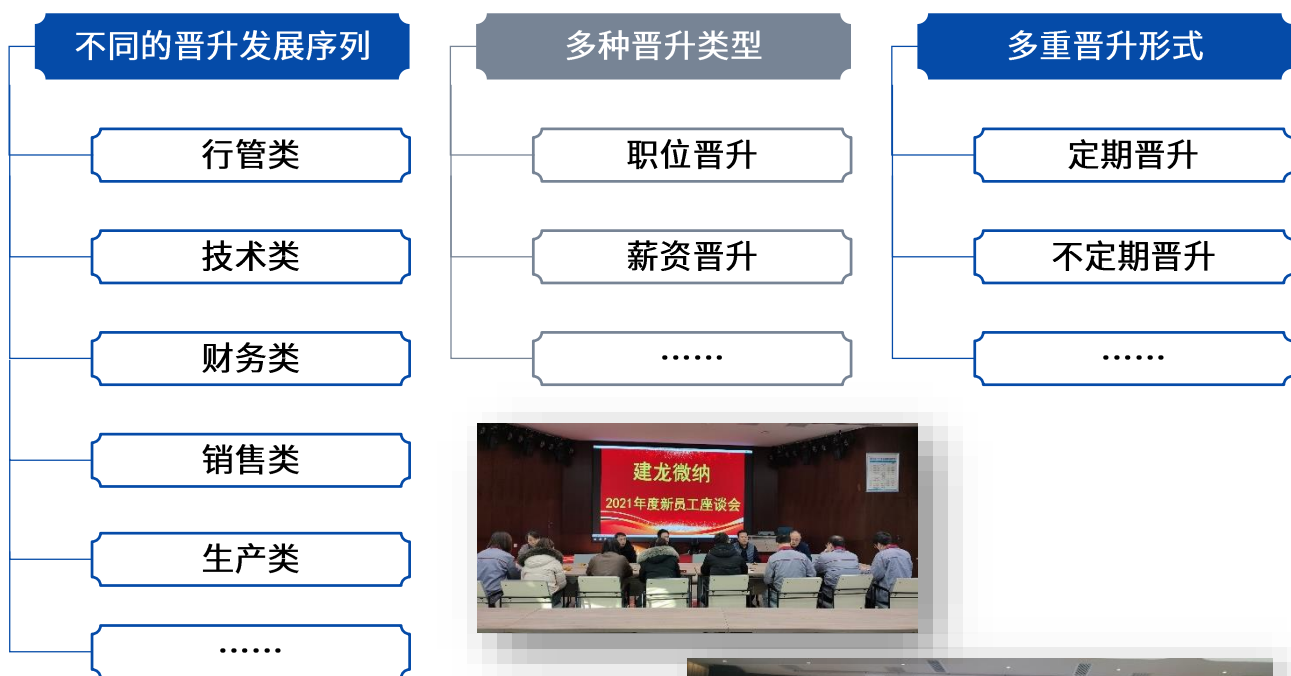 不同的晋升发展序列
行管类
技术类
财务类
销售类
生产类
······
多种晋升类型
职位晋升
薪资晋升
······
多重晋升形式
定期晋升
不定期晋升
······
建龙微纳
2021年度新员工座谈会